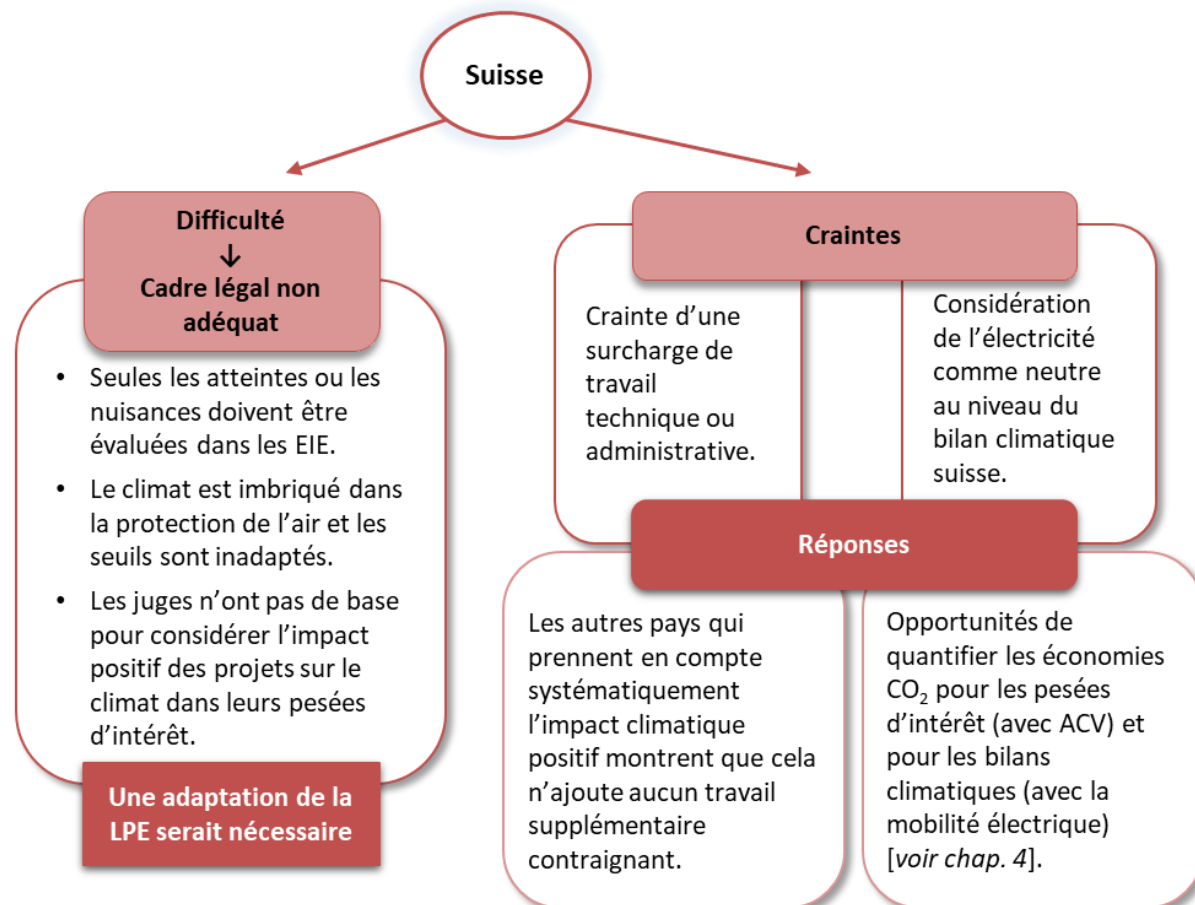 Suisse
Difficulté
↓
Cadre légal non
adéquat
• Seules les atteintes ou les
nuisances doivent être
évaluées dans les EIE.
• Le climat est imbriqué dans
la protection de l’air et les
seuils sont inadaptés.
• Les juges n’ont pas de base
pour considérer l’impact
positif des projets sur le
climat dans leurs pesées
d’intérêt.
Une adaptation de la
LPE serait nécessaire
Craintes
Crainte d’une
surcharge de
travail
technique ou
administrative.
Considération
de l’électricité
comme neutre
au niveau du
bilan climatique
suisse.
Réponses
Les autres pays qui
prennent en compte
systématiquement
l’impact climatique
positif montrent que cela
n’ajoute aucun travail
supplémentaire
contraignant.
Opportunités de
quantifier les économies
CO₂ pour les pesées
d’intérêt (avec ACV) et
pour les bilans
climatiques (avec la
mobilité électrique)
[voir chap. 4].